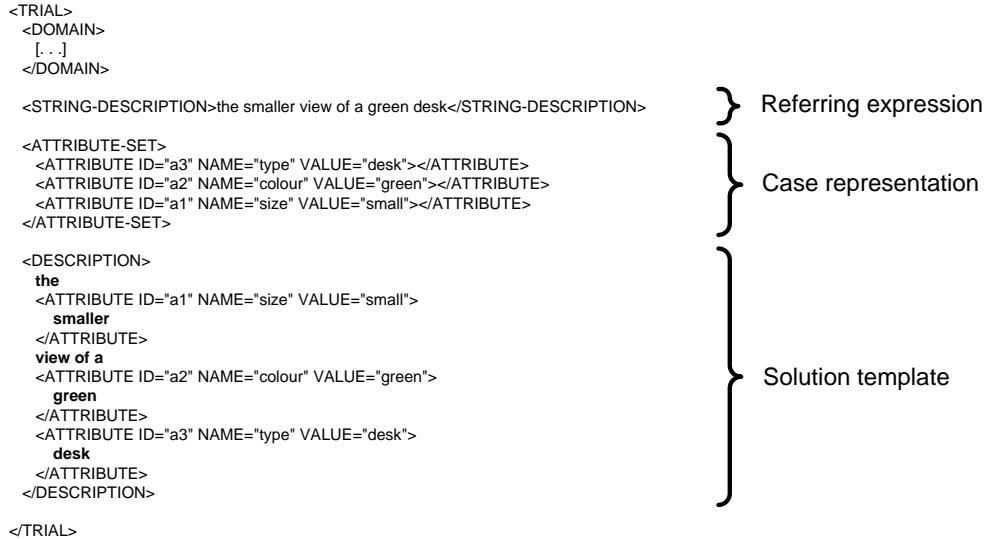 <TRIAL>
<DOMAIN>
[. . .]
</DOMAIN>
<STRING-DESCRIPTION>the smaller view of a green desk</STRING-DESCRIPTION>
Referring expression
<ATTRIBUTE-SET>
<ATTRIBUTE ID="a3" NAME="type" VALUE="desk"></ATTRIBUTE>
<ATTRIBUTE ID="a2" NAME="colour" VALUE="green"></ATTRIBUTE>
<ATTRIBUTE ID="a1" NAME="size" VALUE="small"></ATTRIBUTE>
</ATTRIBUTE-SET>
Case representation
<DESCRIPTION>
the
<ATTRIBUTE ID="a1" NAME="size" VALUE="small">
smaller
</ATTRIBUTE>
view of a
<ATTRIBUTE ID="a2" NAME="colour" VALUE="green">
green
</ATTRIBUTE>
<ATTRIBUTE ID="a3" NAME="type" VALUE="desk">
desk
</ATTRIBUTE>
</DESCRIPTION>
Solution template
</TRIAL>